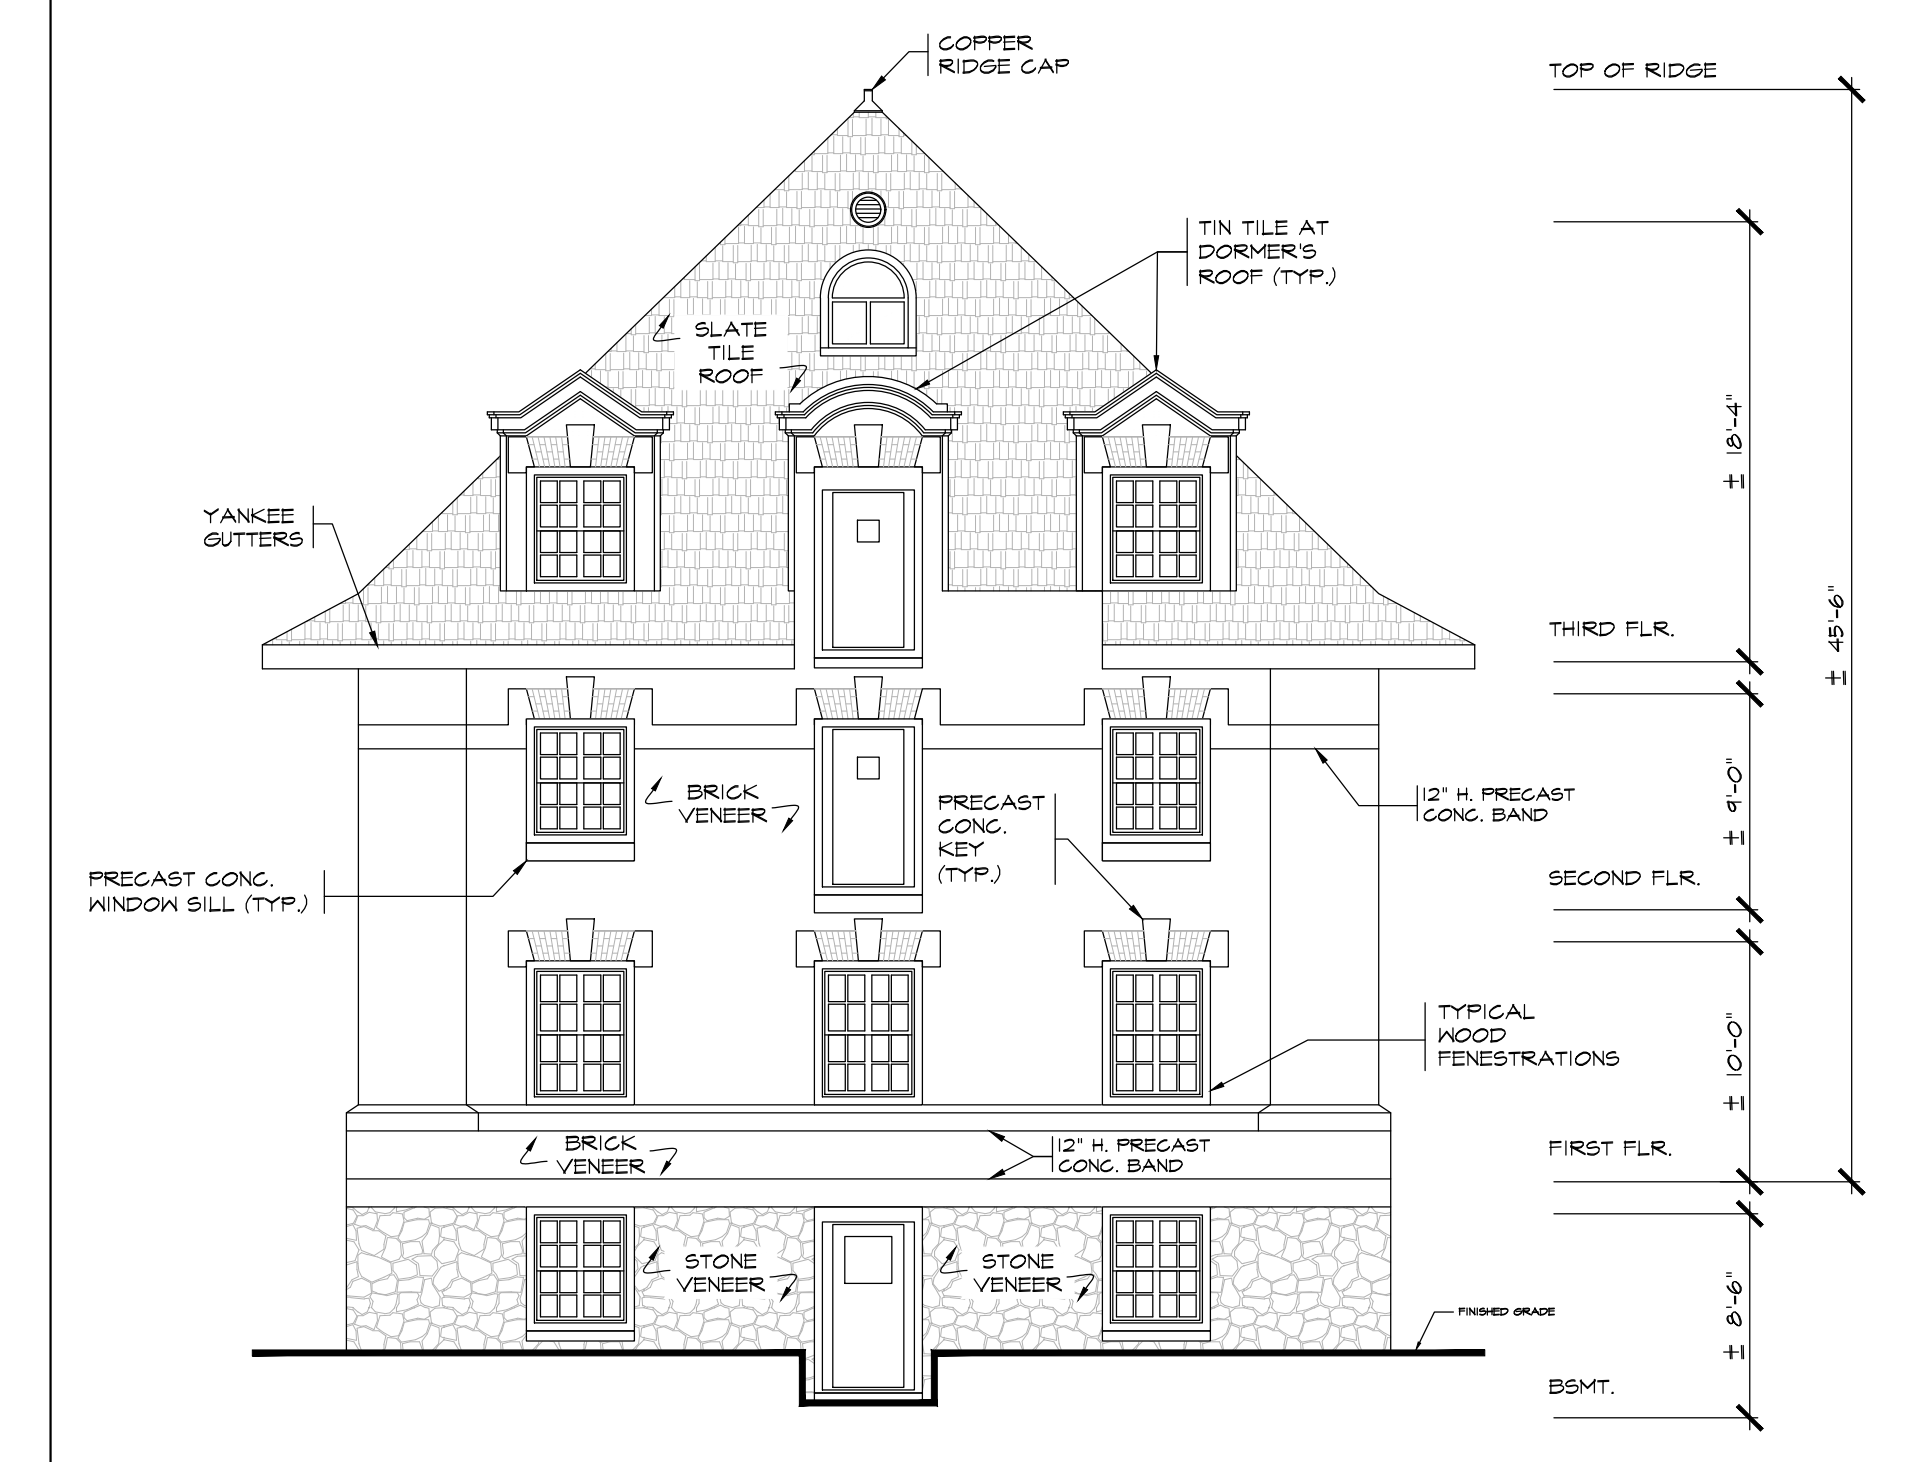 COPPER
RIDGE CAP
TOP OF RIDGE
TIN TILE AT
DORMER'S
ROOF (TYP.)
SLATE
TILE
ROOF
± 18'-4"
YANKEE
GUTTERS
± 45'-6"
THIRD FLR.
BRICK
VENEER
PRECAST
CONC.
KEY
(TYP.)
12" H. PRECAST
CONC. BAND
± 9'-0"
PRECAST CONC.
WINDOW SILL (TYP.)
SECOND FLR.
TYPICAL
WOOD
FENESTRATIONS
± 10'-0"
BRICK
VENEER
12" H. PRECAST
CONC. BAND
FIRST FLR.
STONE
VENEER
STONE
VENEER
FINISHED GRADE
± 8'-6"
BSMT.